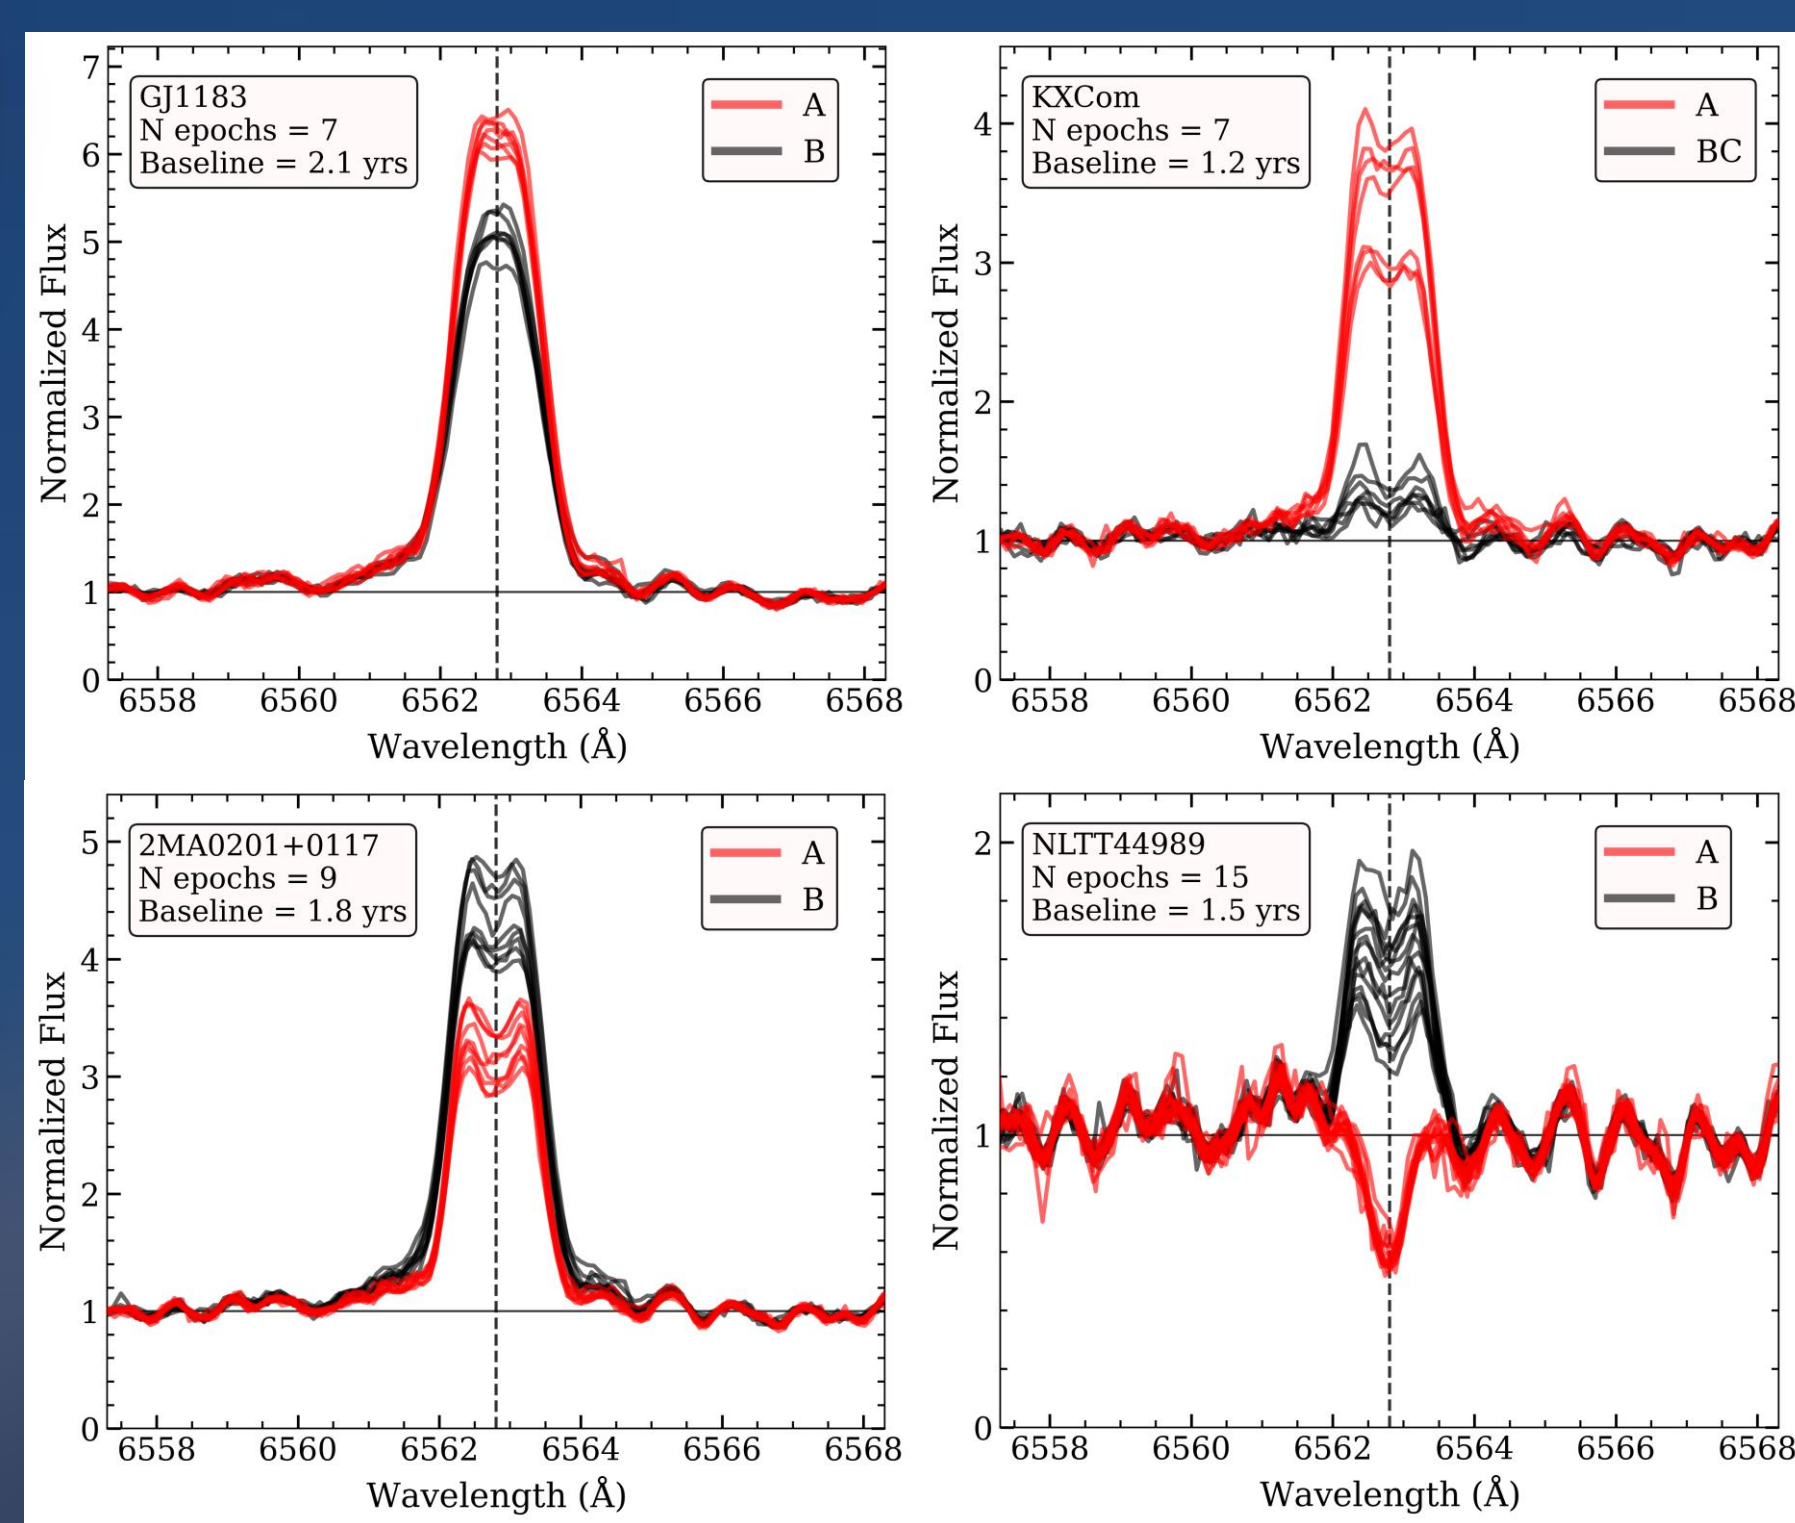 GJ1183
N epochs = 7
Baseline = 2.1 yrs
A
B
7
6
5
4
3
2
1
0
Normalized Flux
6558 6560 6562 6564 6566 6568
Wavelength (Å)
KXCom
N epochs = 7
Baseline = 1.2 yrs
A
BC
4
3
2
1
0
Normalized Flux
6558 6560 6562 6564 6566 6568
Wavelength (Å)
2MA0201+0117
N epochs = 9
Baseline = 1.8 yrs
A
B
5
4
3
2
1
0
Normalized Flux
6558 6560 6562 6564 6566 6568
Wavelength (Å)
NLTT44989
N epochs = 15
Baseline = 1.5 yrs
A
B
2
1
0
Normalized Flux
6558 6560 6562 6564 6566 6568
Wavelength (Å)